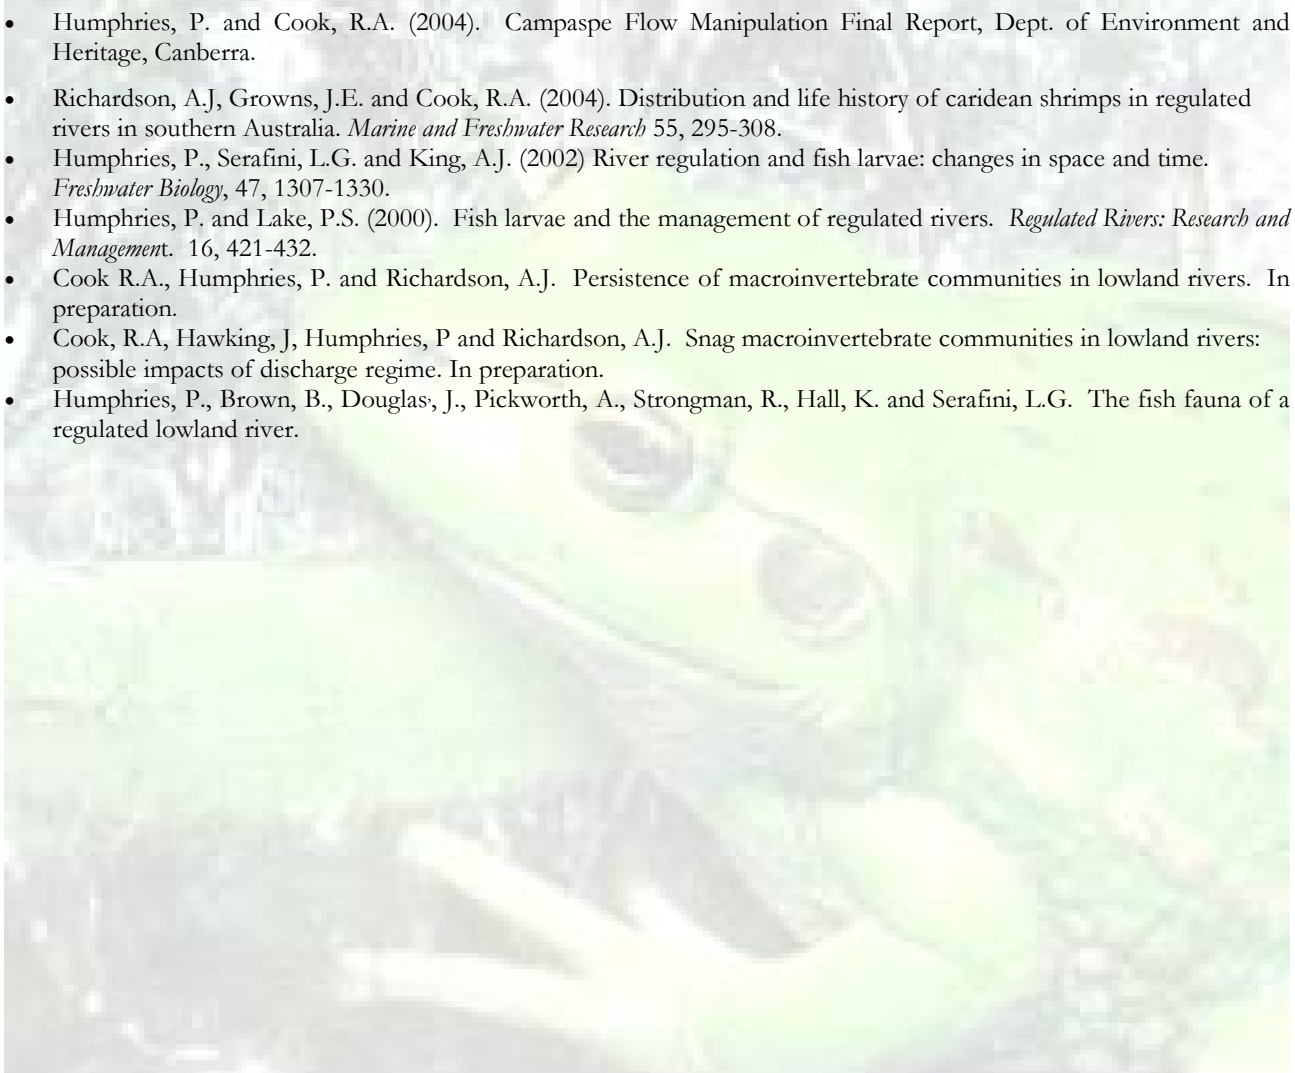 • Humphries, P. and Cook, R.A. (2004). Campaspe Flow Manipulation Final Report, Dept. of Environment and
Heritage, Canberra.
• Richardson, A.J, Growns, J.E. and Cook, R.A. (2004). Distribution and life history of caridean shrimps in regulated
rivers in southern Australia. Marine and Freshwater Research 55, 295-308.
• Humphries, P., Serafini, L.G. and King, A.J. (2002) River regulation and fish larvae: changes in space and time.
Freshwater Biology, 47, 1307-1330.
• Humphries, P. and Lake, P.S. (2000). Fish larvae and the management of regulated rivers. Regulated Rivers: Research and
Management. 16, 421-432.
• Cook R.A., Humphries, P. and Richardson, A.J. Persistence of macroinvertebrate communities in lowland rivers. In
preparation.
• Cook, R.A, Hawking, J, Humphries, P and Richardson, A.J. Snag macroinvertebrate communities in lowland rivers:
possible impacts of discharge regime. In preparation.
• Humphries, P., Brown, B., Douglas, J., Pickworth, A., Strongman, R., Hall, K. and Serafini, L.G. The fish fauna of a
regulated lowland river.